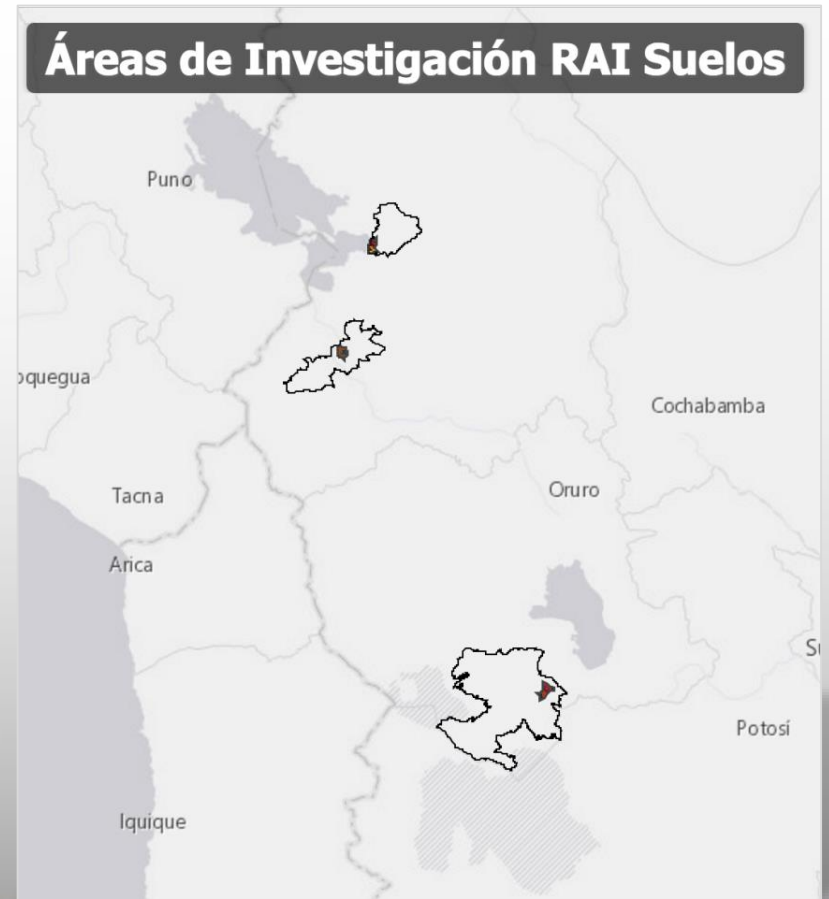 Áreas de Investigación RAI Suelos
Puno
oquegua
Cochabamba
Oruro
Tacna
Arica
Potosí
Iquique